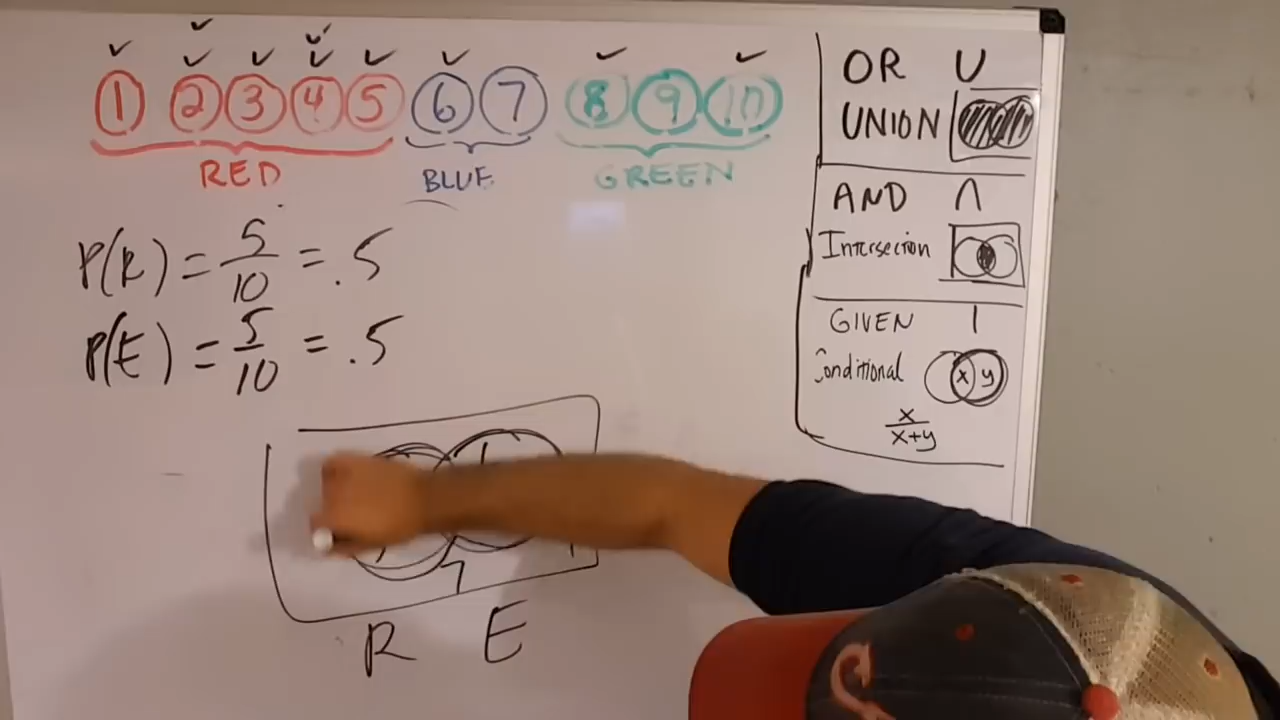 1 2 3 4 5 6 7 8 9 10
RED BLUE GREEN
P(R) = 5/10 = .5
P(E) = 5/10 = .5
7
R E
OR U
UNION
AND ∩
Intersection
GIVEN |
Conditional x y
x/x+y